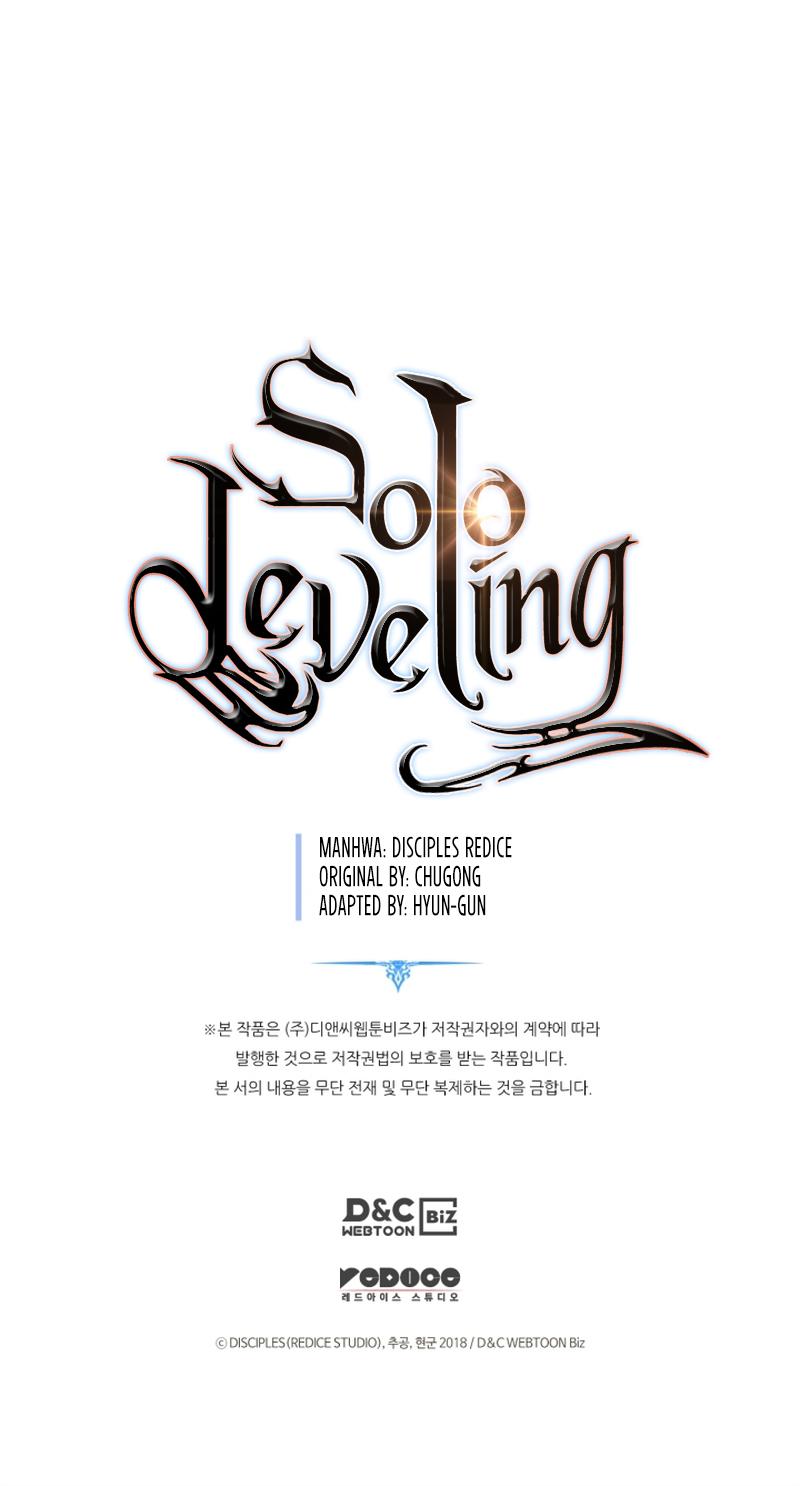 Solo
Leveling
MANHWA: DISCIPLES REDICE
ORIGINAL BY: CHUGONG
ADAPTED BY: HYUN-GUN
※본 작품은 (주)디앤씨웹툰비즈가 저작권자와의 계약에 따라
발행한 것으로 저작권법의 보호를 받는 작품입니다.
본 서의 내용을 무단 전재 및 무단 복제하는 것을 금합니다.
D&C
WEBTOON BiZ
REDICE
레드아이스 스튜디오
ⓒ DISCIPLES(REDICE STUDIO), 추공, 현군 2018 / D&C WEBTOON Biz